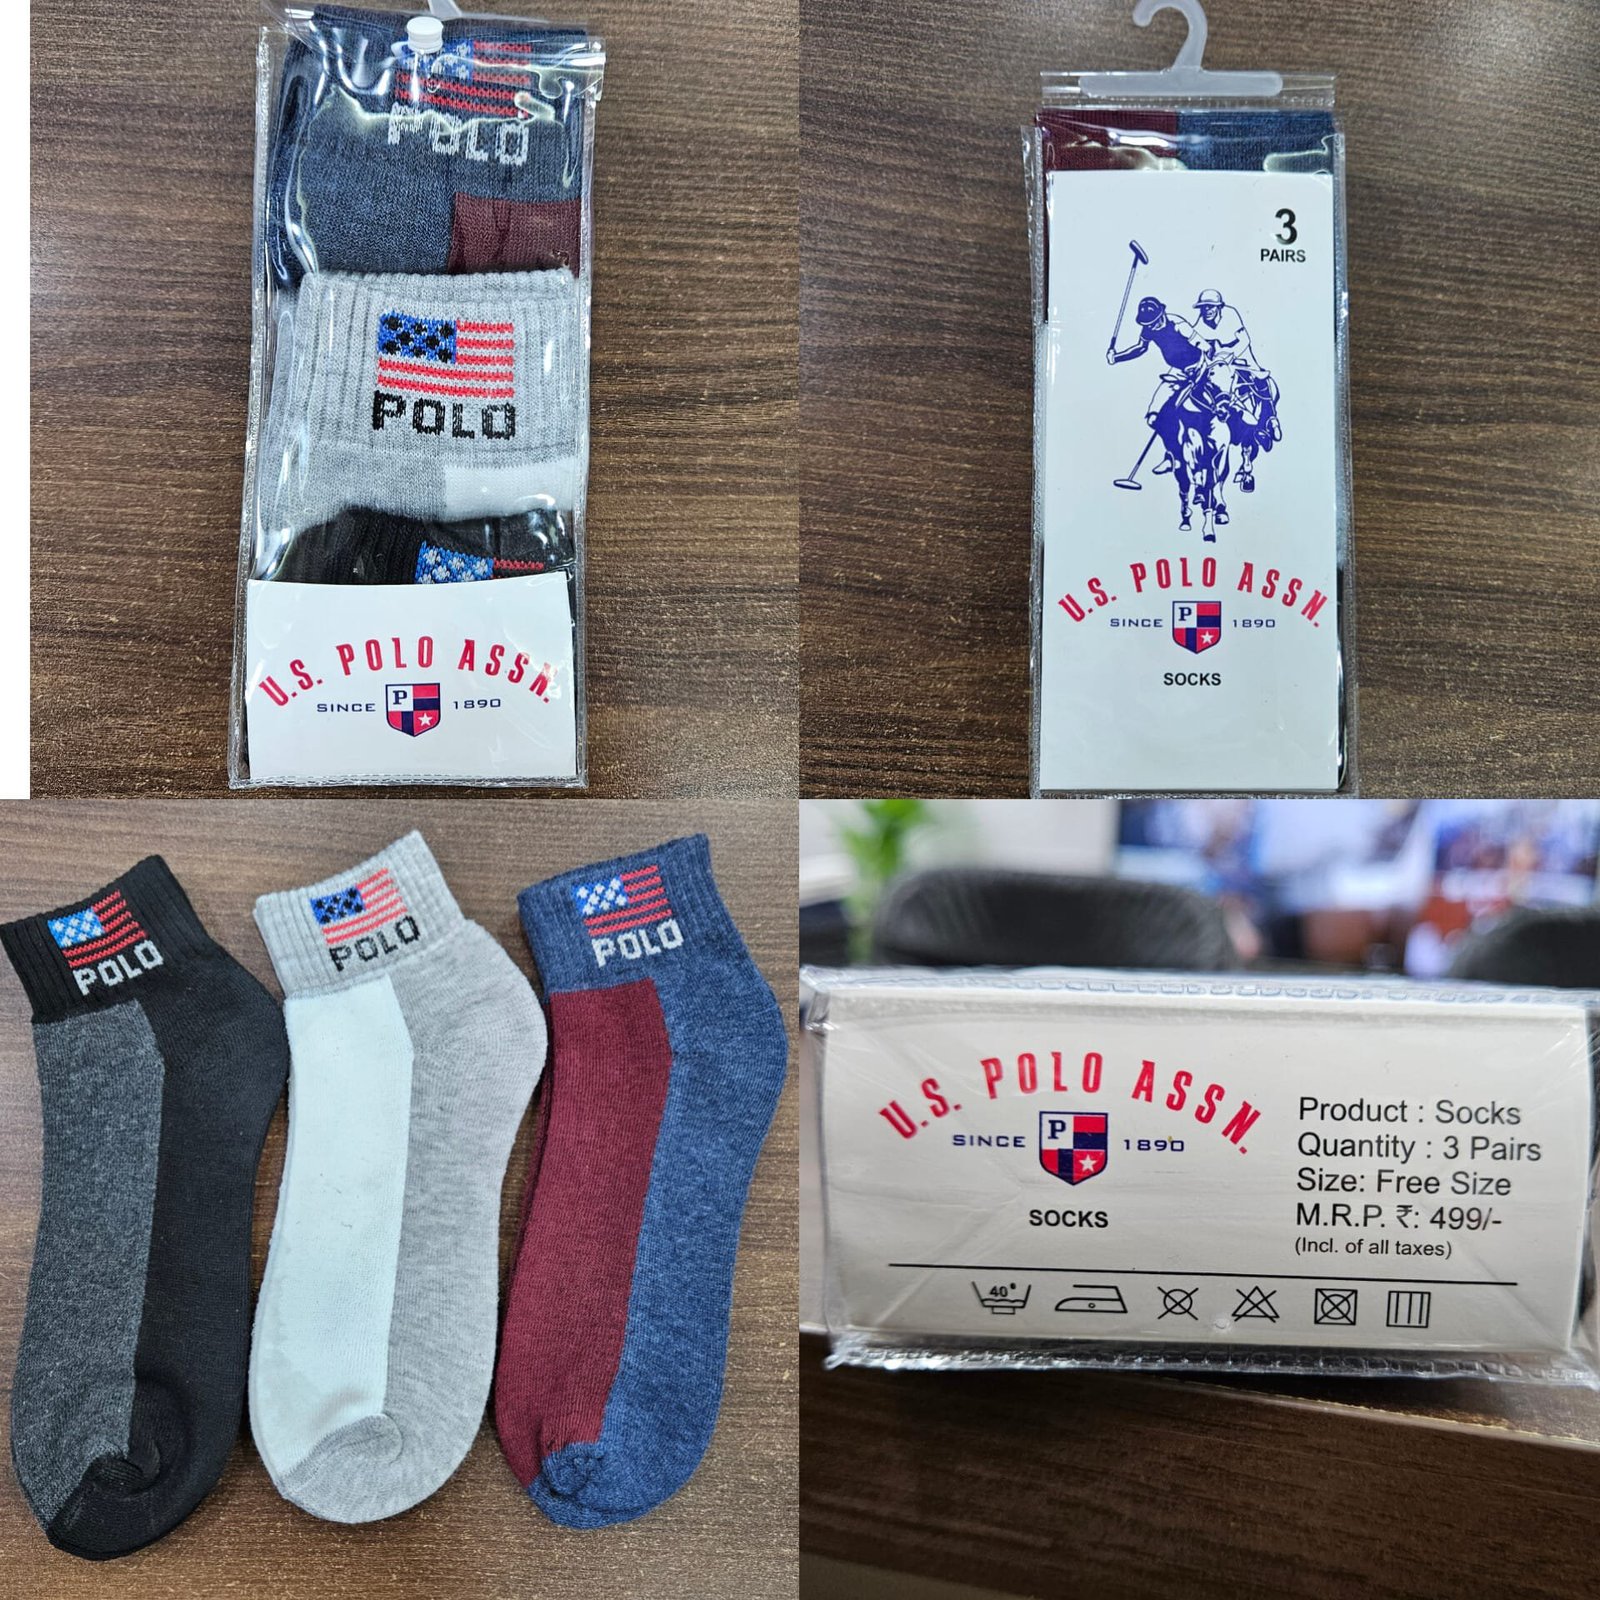 POLO
POLO
U.S. POLO ASSN.
SINCE P 1890
3
PAIRS
U.S. POLO ASSN.
SINCE P 1890
SOCKS
POLO
POLO
POLO
U.S. POLO ASSN.
SINCE P 1890
SOCKS
Product : Socks
Quantity : 3 Pairs
Size: Free Size
M.R.P. ₹: 499/-
(Incl. of all taxes)
40°